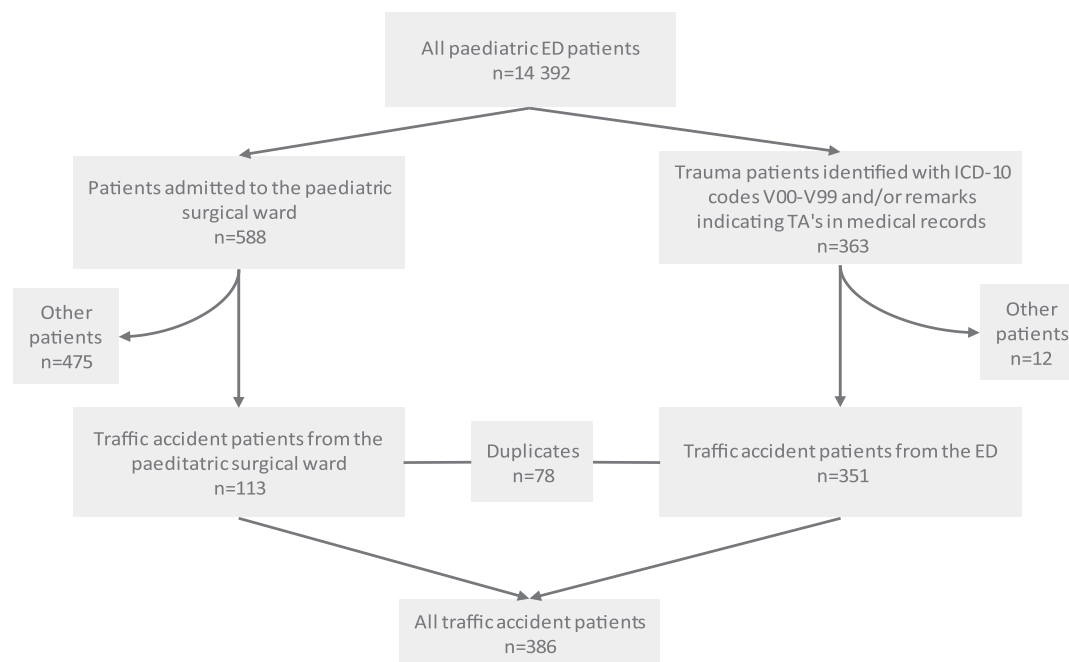 All paediatric ED patients
n=14 392
Patients admitted to the paediatric
surgical ward
n=588
Trauma patients identified with ICD-10
codes V00-V99 and/or remarks
indicating TA's in medical records
n=363
Other
patients
n=475
Other
patients
n=12
Traffic accident patients from the
paeditatric surgical ward
n=113
Duplicates
n=78
Traffic accident patients from the ED
n=351
All traffic accident patients
n=386